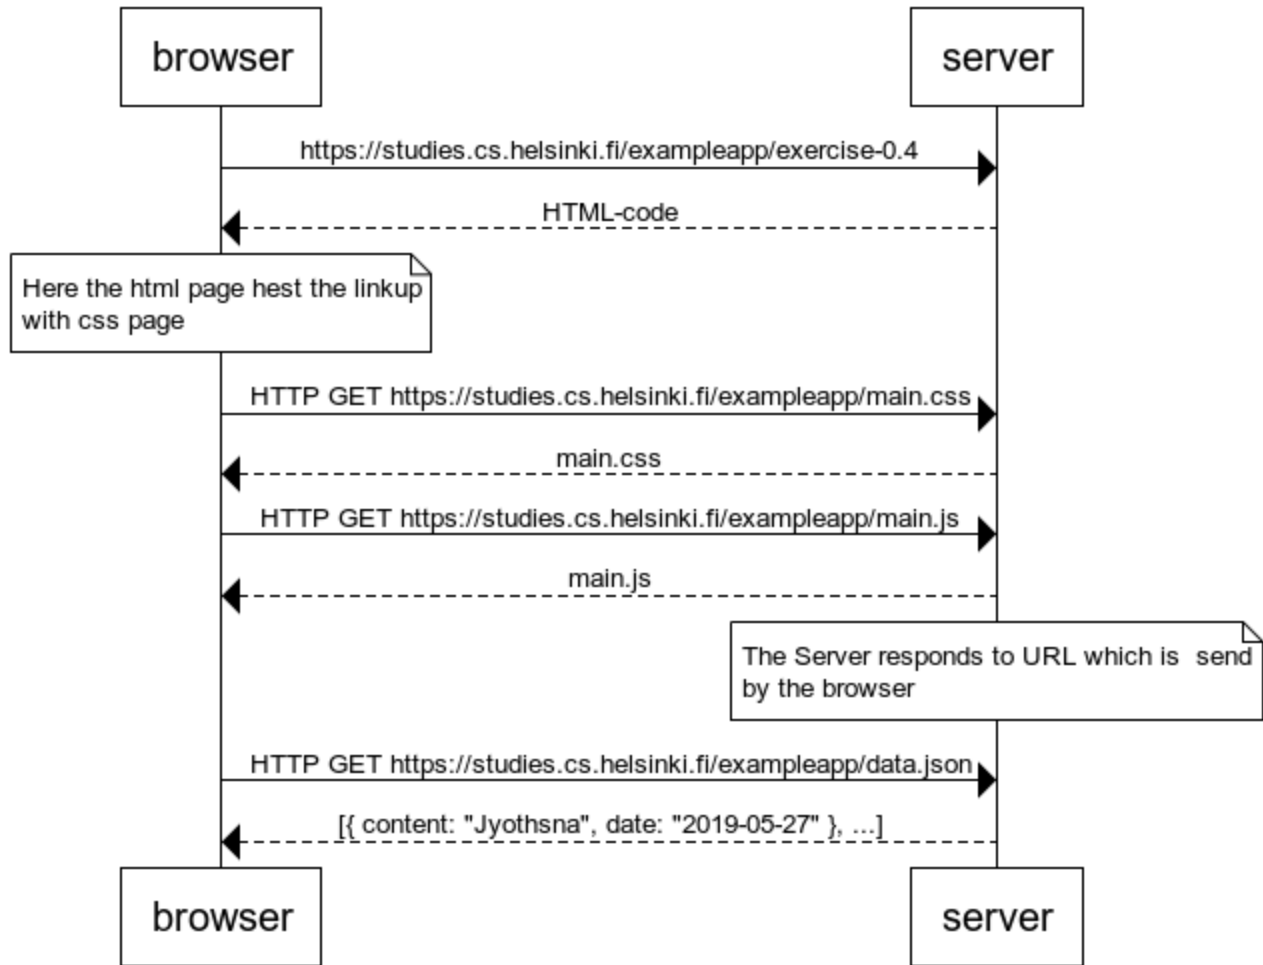 browser
server
https://studies.cs.helsinki.fi/exampleapp/exercise-0.4
HTML-code
Here the html page hest the linkup
with css page
HTTP GET https://studies.cs.helsinki.fi/exampleapp/main.css
main.css
HTTP GET https://studies.cs.helsinki.fi/exampleapp/main.js
main.js
The Server responds to URL which is  send
by the browser
HTTP GET https://studies.cs.helsinki.fi/exampleapp/data.json
[{ content: "Jyothsna", date: "2019-05-27" }, ...]
browser
server